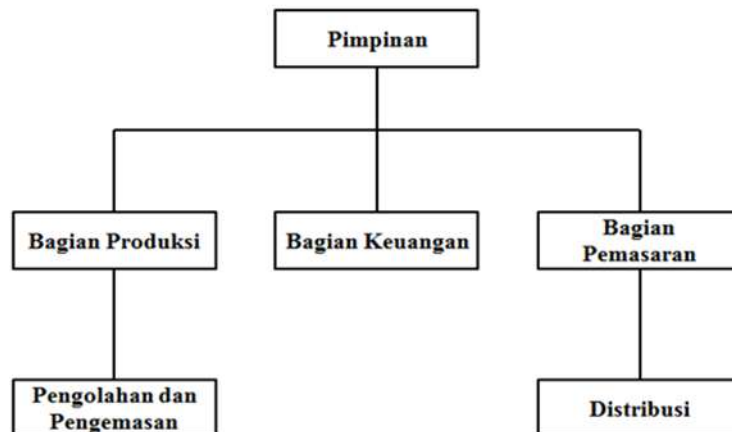 Pimpinan
Bagian Produksi
Bagian Keuangan
Bagian
Pemasaran
Pengolahan dan
Pengemasan
Distribusi